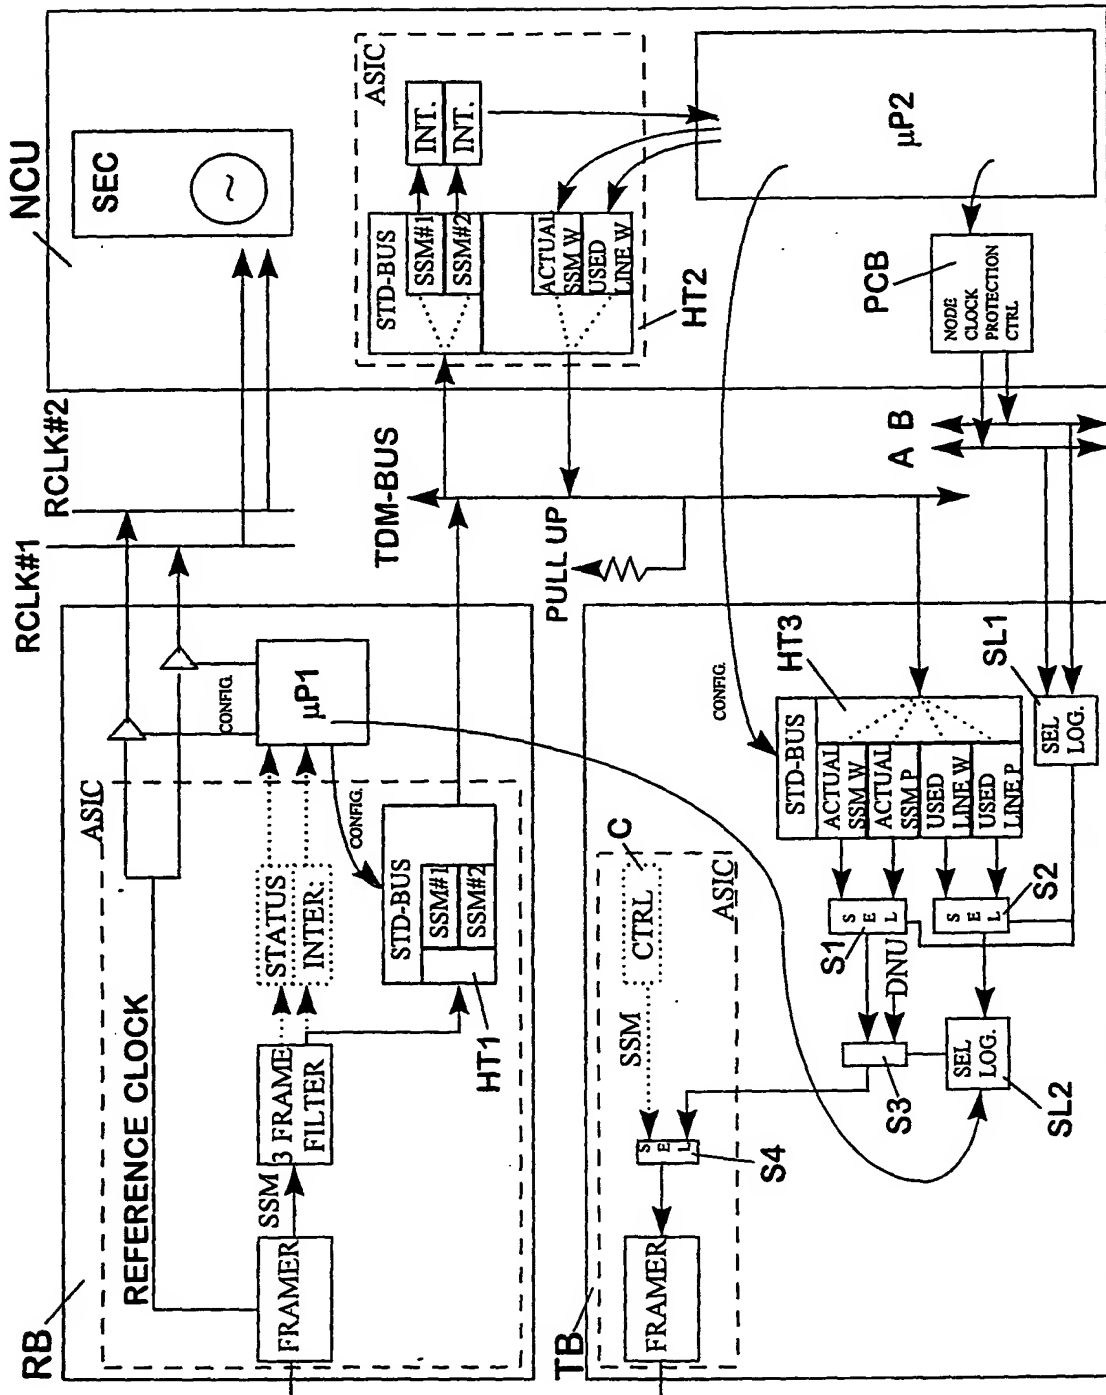 NCU
SEC
~
ASIC
INT.
INT.
STD-BUS
SSM#1
SSM#2
ACTUAL
SSM W
USED
LINE W
HT2
µP2
PCB
NODE
CLOCK
PROTECTION
CTRL
RCLK#2
RCLK#1
TDM-BUS
PULL UP
A
B
CONFIG.
RB
REFERENCE CLOCK
ASIC
CONFIG.
µP1
STATUS
INTER.
CONFIG.
FRAMER
SSM
3 FRAME
FILTER
STD-BUS
SSM#1
SSM#2
HT1
TB
FRAMER
SEL
S4
SSM
CTRL
C
ASIC
HT3
STD-BUS
ACTUAL
SSM W
ACTUAL
SSM P
USED
LINE W
USED
LINE P
SL1
SEL
LOG.
SEL
S1
SEL
S2
DNU
S3
SEL
LOG.
SL2